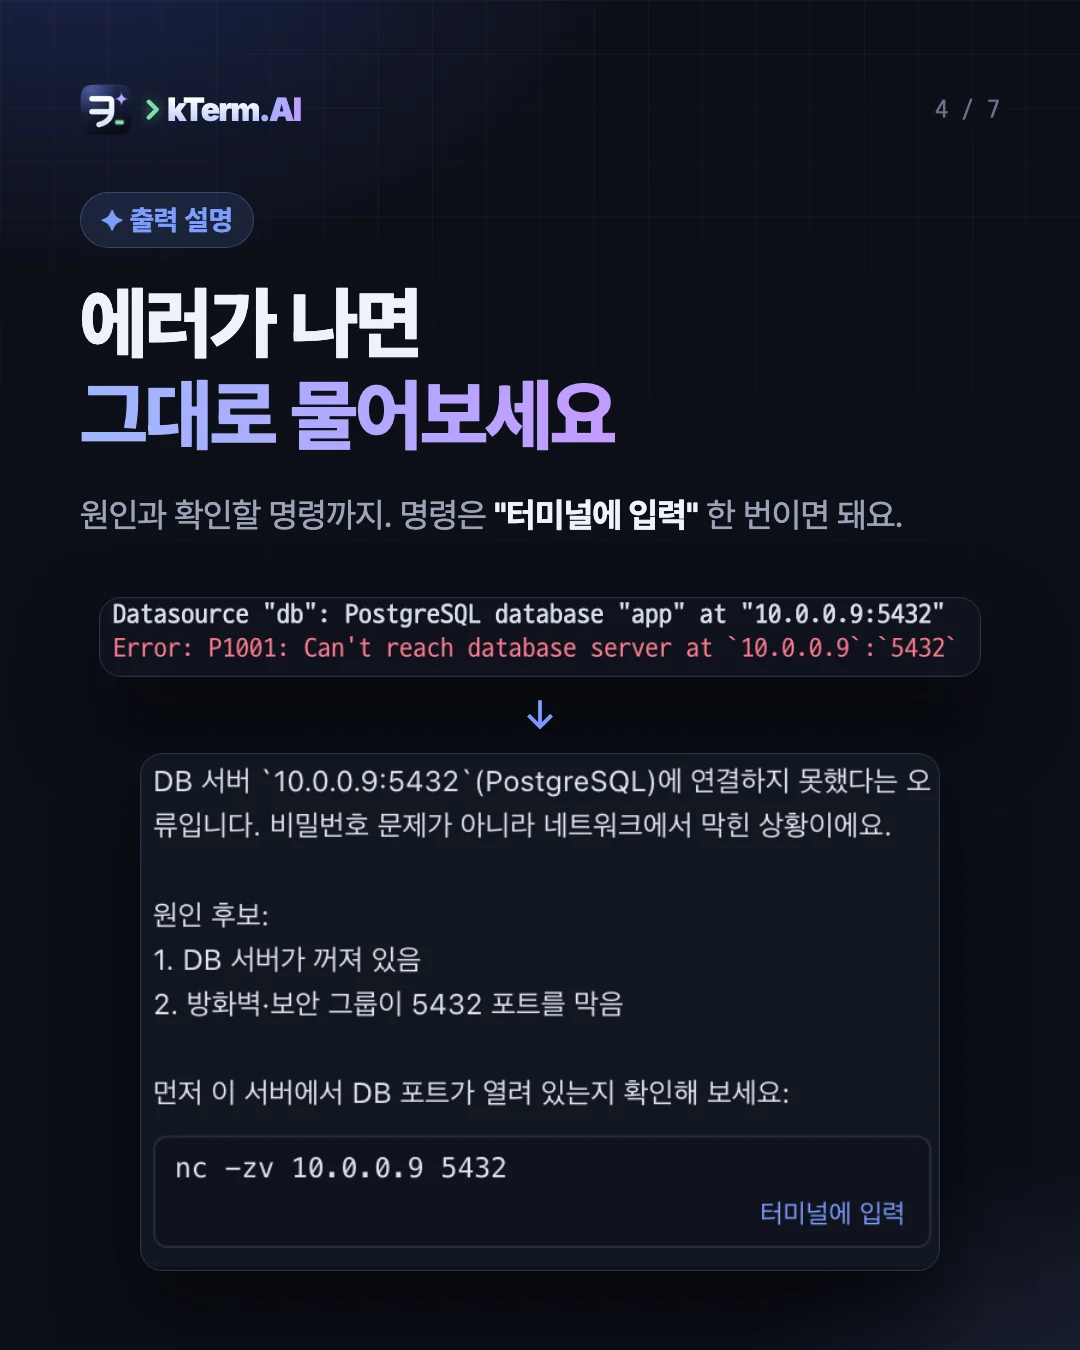 kTerm.AI
4 / 7
출력 설명
에러가 나면
그대로 물어보세요
원인과 확인할 명령까지. 명령은 "터미널에 입력" 한 번이면 돼요.
Datasource "db": PostgreSQL database "app" at "10.0.0.9:5432"
Error: P1001: Can't reach database server at `10.0.0.9`:`5432`
DB 서버 `10.0.0.9:5432`(PostgreSQL)에 연결하지 못했다는 오
류입니다. 비밀번호 문제가 아니라 네트워크에서 막힌 상황이에요.
원인 후보:
1. DB 서버가 꺼져 있음
2. 방화벽·보안 그룹이 5432 포트를 막음
먼저 이 서버에서 DB 포트가 열려 있는지 확인해 보세요:
nc -zv 10.0.0.9 5432
터미널에 입력